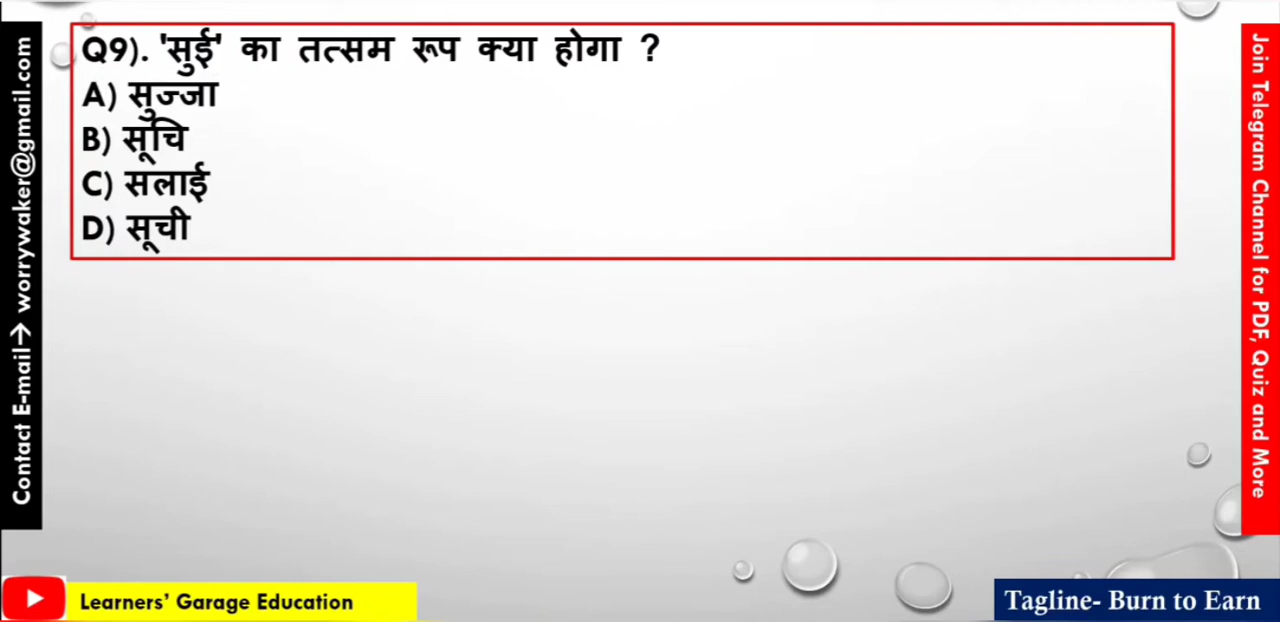 Q9). 'सुई' का तत्सम रूप क्या होगा ?
A) सुज्जा
B) सूचि
C) सलाई
D) सूची
Contact E-mail→ worrywaker@gmail.com
Join Telegram Channel for PDF, Quiz and More
Learners’ Garage Education
Tagline- Burn to Earn